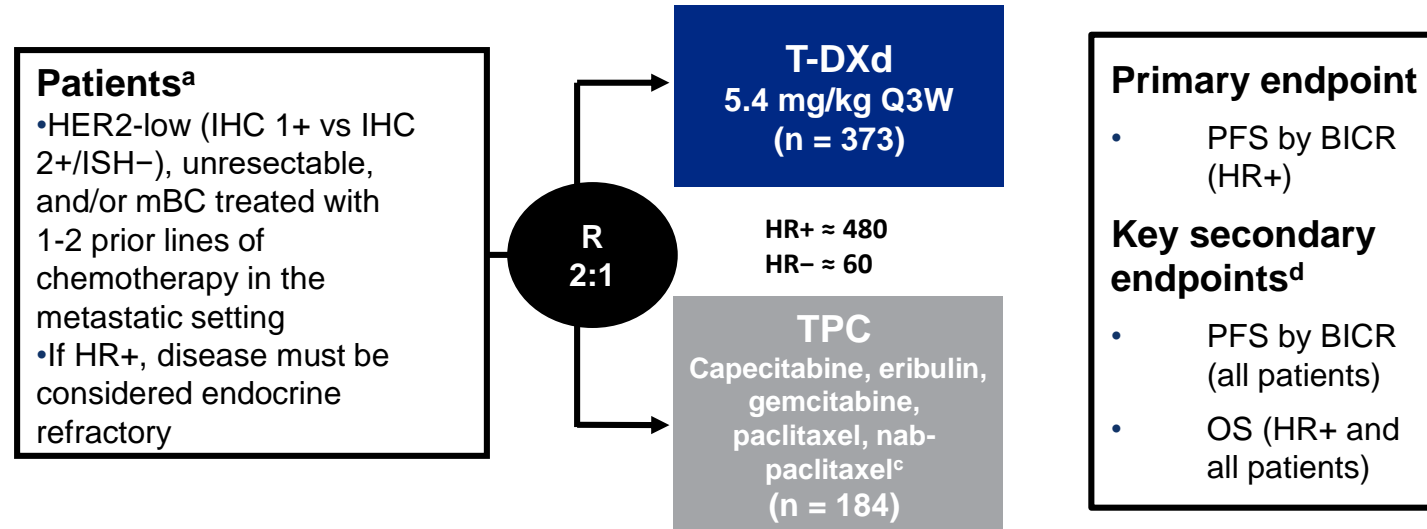 Patientsᵃ
•HER2-low (IHC 1+ vs IHC
2+/ISH−), unresectable,
and/or mBC treated with
1-2 prior lines of
chemotherapy in the
metastatic setting
•If HR+, disease must be
considered endocrine
refractory
R
2:1
T-DXd
5.4 mg/kg Q3W
(n = 373)
HR+ ≈ 480
HR− ≈ 60
TPC
Capecitabine, eribulin,
gemcitabine,
paclitaxel, nab-
paclitaxelᶜ
(n = 184)
Primary endpoint
• PFS by BICR
(HR+)
Key secondary
endpointsᵈ
• PFS by BICR
(all patients)
• OS (HR+ and
all patients)